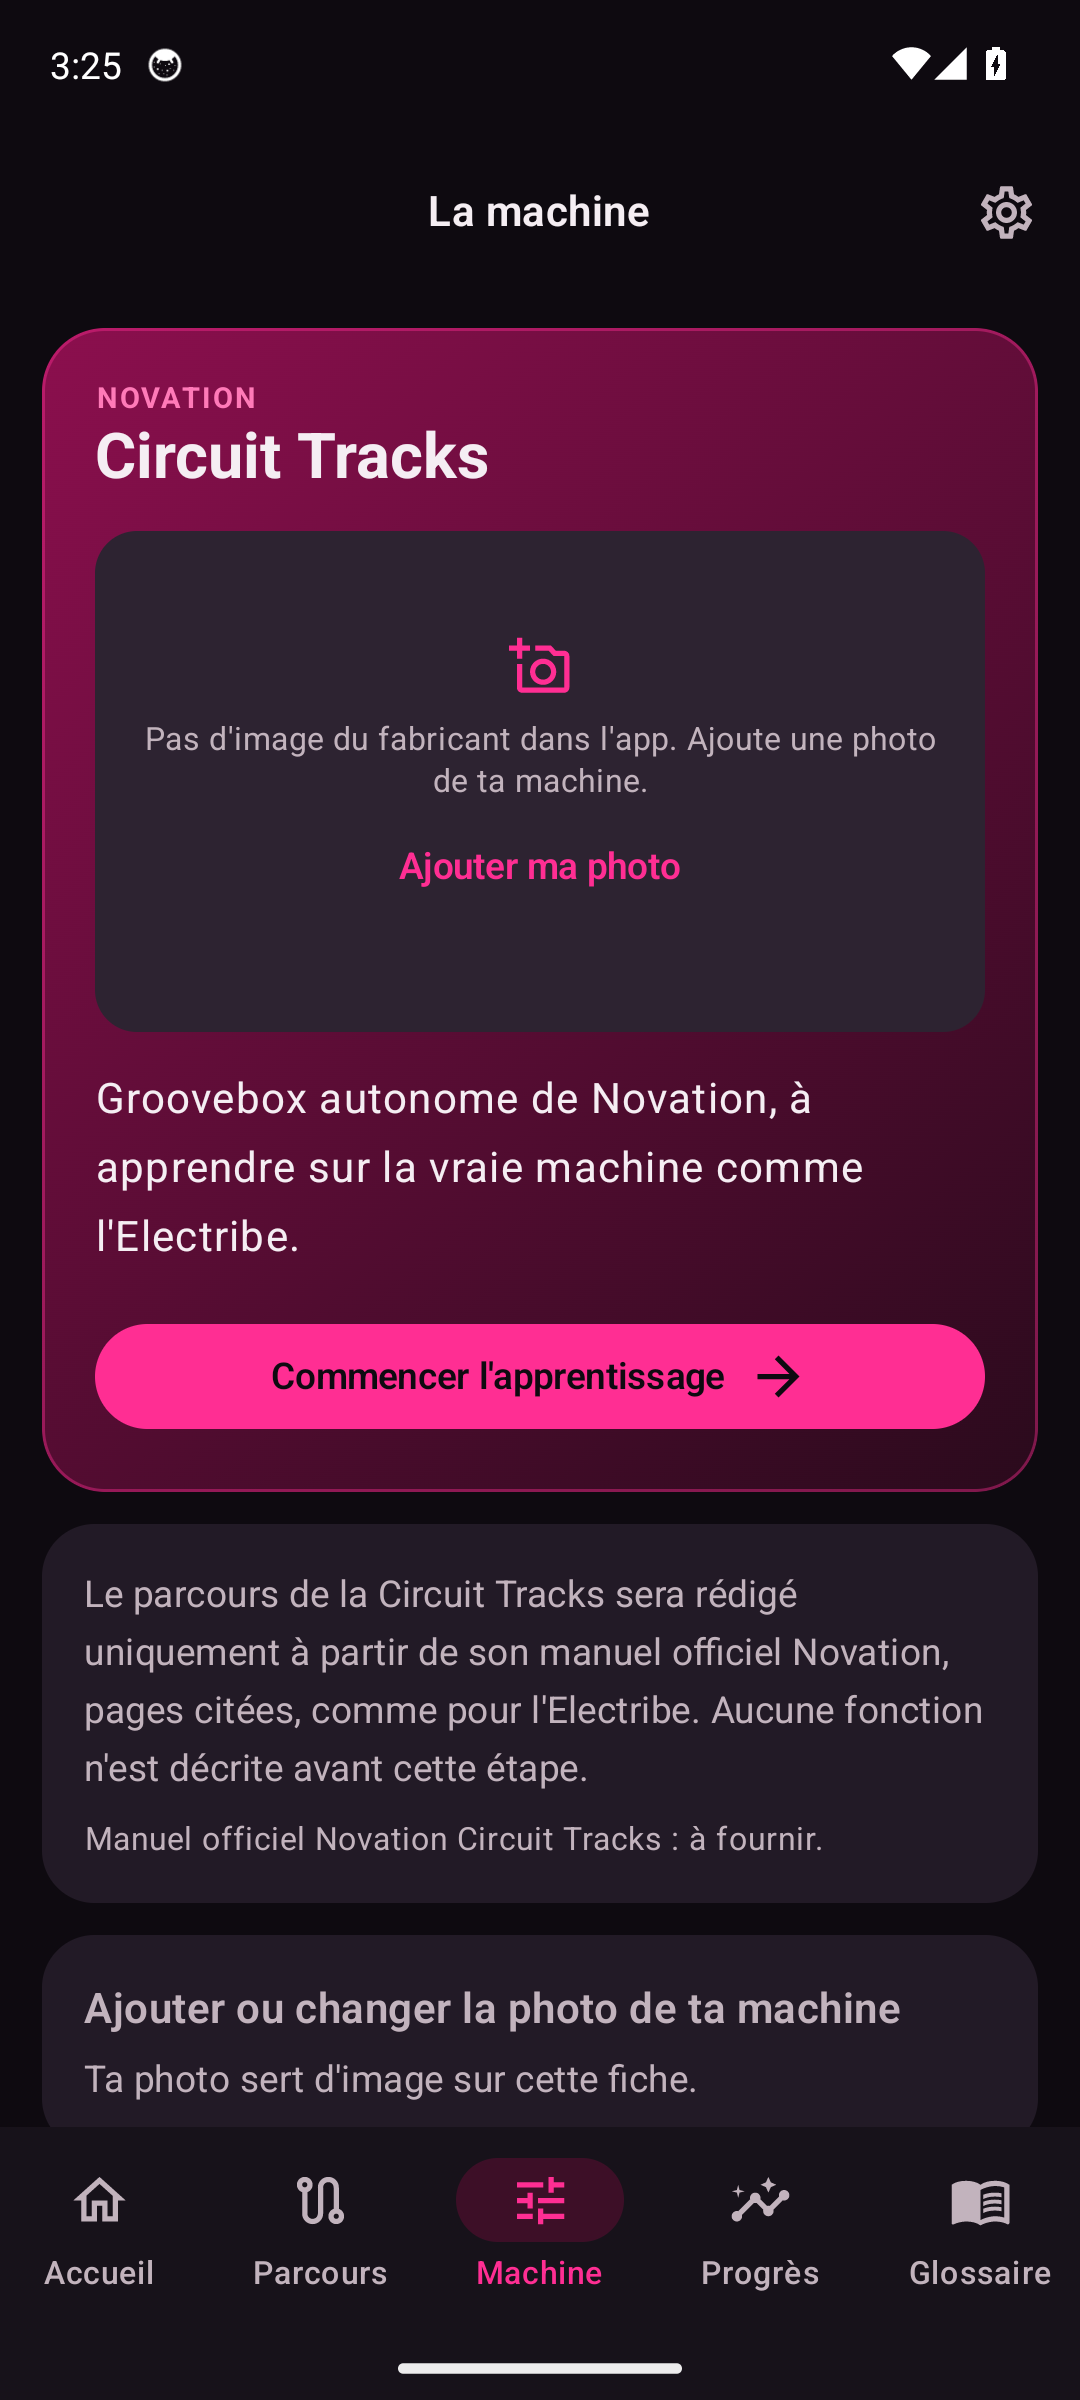 3:25
La machine
NOVATION
Circuit Tracks
Pas d'image du fabricant dans l'app. Ajoute une photo
de ta machine.
Ajouter ma photo
Groovebox autonome de Novation, à
apprendre sur la vraie machine comme
l'Electribe.
Commencer l'apprentissage
Le parcours de la Circuit Tracks sera rédigé
uniquement à partir de son manuel officiel Novation,
pages citées, comme pour l'Electribe. Aucune fonction
n'est décrite avant cette étape.
Manuel officiel Novation Circuit Tracks : à fournir.
Ajouter ou changer la photo de ta machine
Ta photo sert d'image sur cette fiche.
Accueil
Parcours
Machine
Progrès
Glossaire